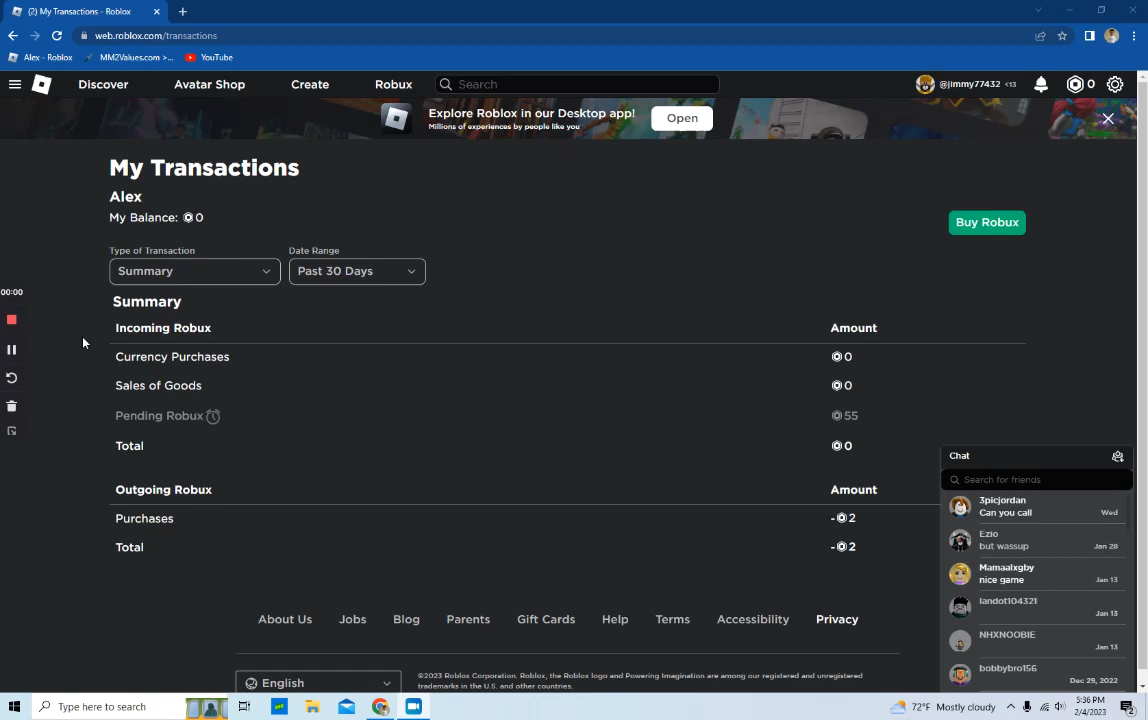 (2) My Transactions - Roblox
web.roblox.com/transactions
Alex - Roblox
MM2Values.com >...
YouTube
Discover
Avatar Shop
Create
Robux
Search
@jimmy77432 <13
0
Explore Roblox in our Desktop app!
Millions of experiences by people like you
Open
My Transactions
Alex
My Balance: 0
Buy Robux
Type of Transaction
Date Range
Summary
Past 30 Days
00:00
Summary
Incoming Robux
Amount
Currency Purchases
0
Sales of Goods
0
Pending Robux
55
Total
0
Outgoing Robux
Amount
Purchases
-2
Total
-2
Chat
Search for friends
3picjordan
Can you call
Wed
Ezio
but wassup
Jan 28
Mamaalxgby
nice game
Jan 13
landot104321
Jan 13
NHXNOOBIE
Jan 13
bobbybro156
Dec 29, 2022
About Us
Jobs
Blog
Parents
Gift Cards
Help
Terms
Accessibility
Privacy
English
©2023 Roblox Corporation. Roblox, the Roblox logo and Powering Imagination are among our registered and unregistered
trademarks in the U.S. and other countries.
Type here to search
72°F Mostly cloudy
5:36 PM
2/4/2023
2